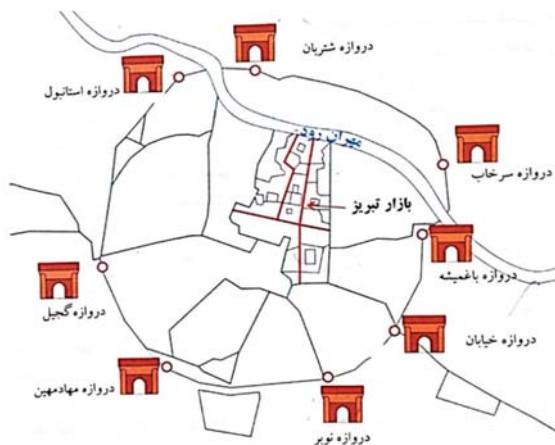 دروازه شتربان
دروازه استانبول
مهران رود
دروازه سرخاب
بازار تبریز
دروازه باغمیشه
دروازه گجیل
دروازه خیابان
دروازه مهادمهین
دروازه نوبر